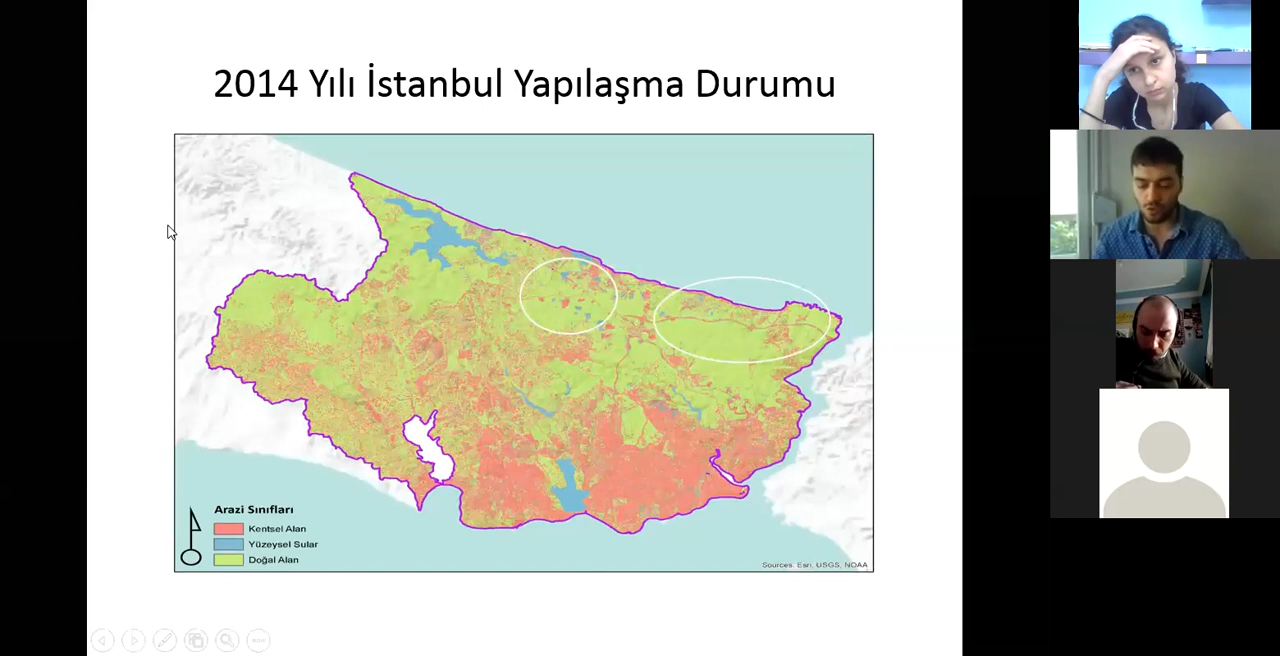 2014 Yılı İstanbul Yapılaşma Durumu
Arazi Sınıfları
Kentsel Alan
Yüzeysel Sular
Doğal Alan
Sources: Esri, USGS, NOAA